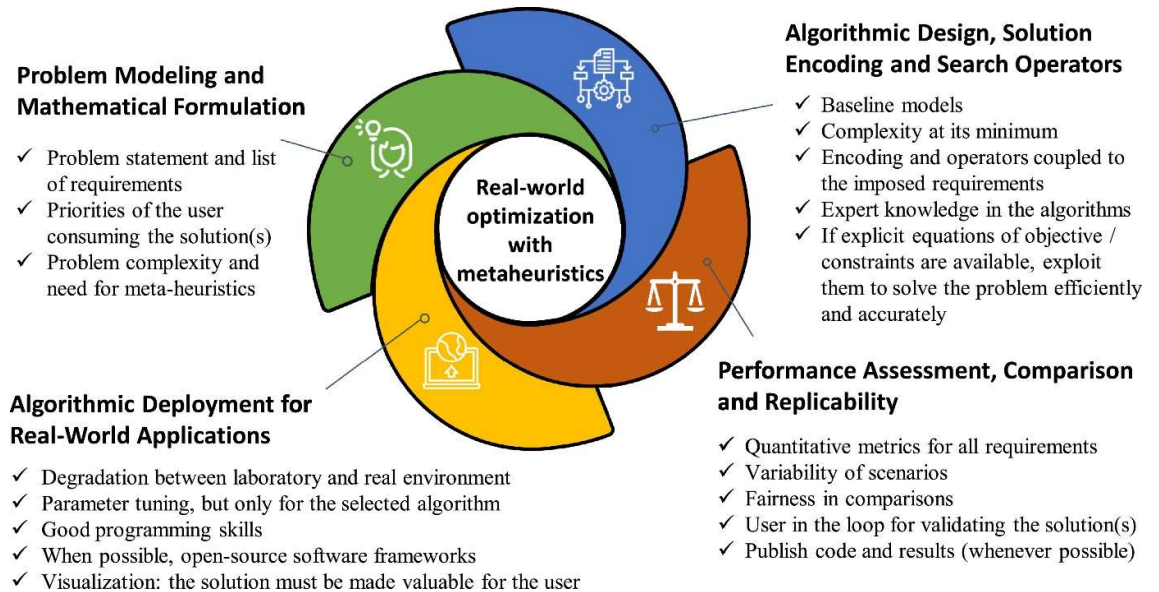 Problem Modeling and
Mathematical Formulation
✓ Problem statement and list
of requirements
✓ Priorities of the user
consuming the solution(s)
✓ Problem complexity and
need for meta-heuristics
Real-world
optimization
with
metaheuristics
Algorithmic Design, Solution
Encoding and Search Operators
✓ Baseline models
✓ Complexity at its minimum
✓ Encoding and operators coupled to
the imposed requirements
✓ Expert knowledge in the algorithms
✓ If explicit equations of objective /
constraints are available, exploit
them to solve the problem efficiently
and accurately
Algorithmic Deployment for
Real-World Applications
✓ Degradation between laboratory and real environment
✓ Parameter tuning, but only for the selected algorithm
✓ Good programming skills
✓ When possible, open-source software frameworks
✓ Visualization: the solution must be made valuable for the user
Performance Assessment, Comparison
and Replicability
✓ Quantitative metrics for all requirements
✓ Variability of scenarios
✓ Fairness in comparisons
✓ User in the loop for validating the solution(s)
✓ Publish code and results (whenever possible)